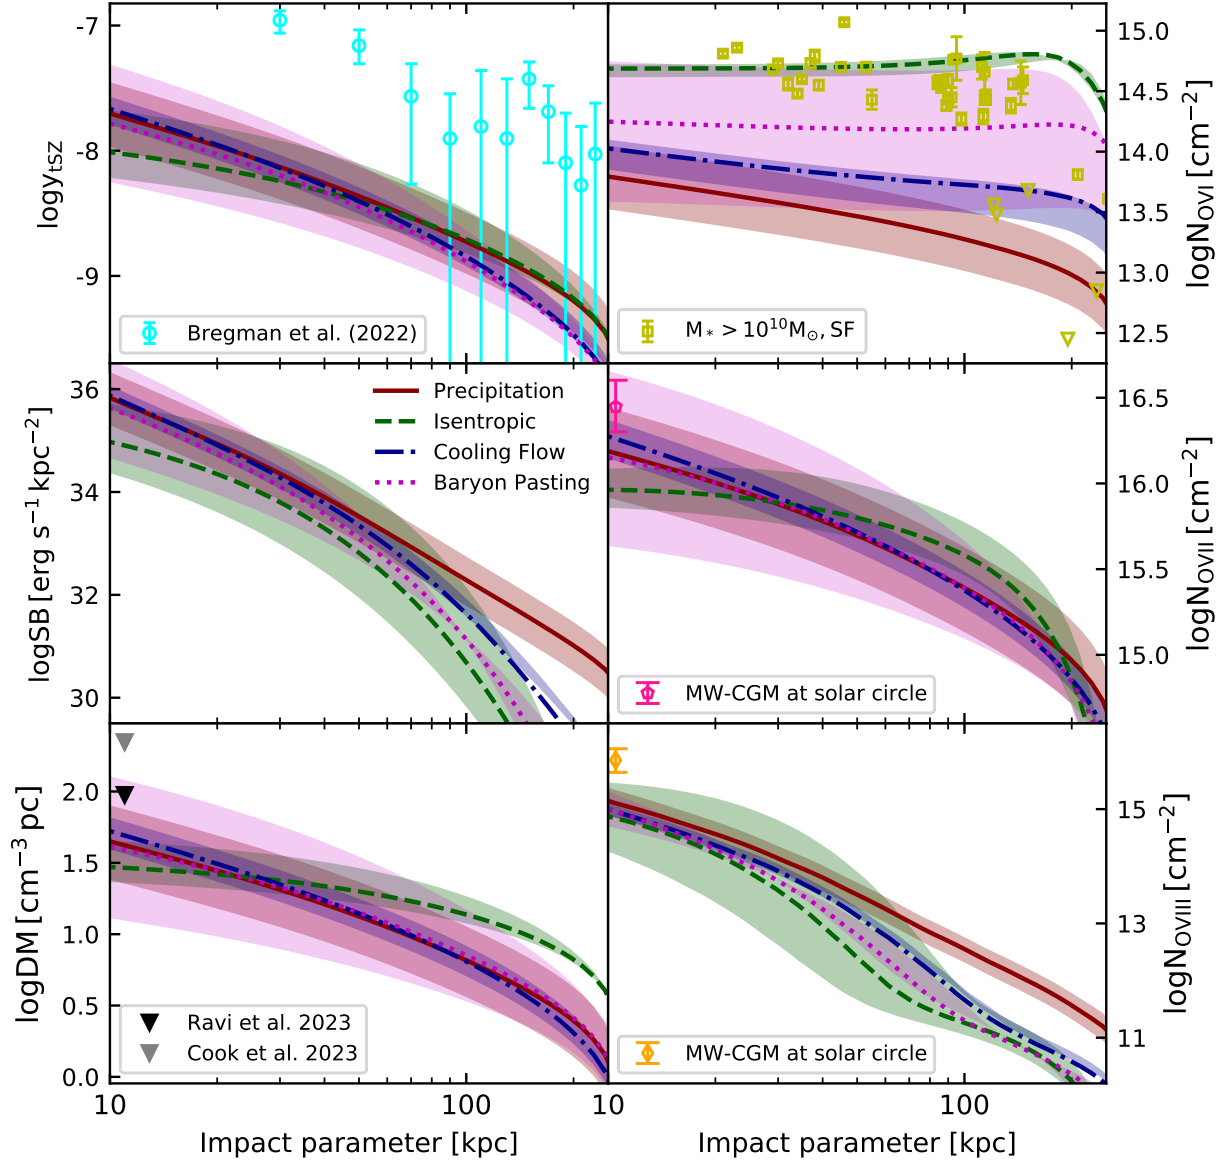 -7
-8
-9
logy_tSZ
Bregman et al. (2022)
15.0
14.5
14.0
13.5
13.0
12.5
logN_OVI [cm⁻²]
M_* > 10¹⁰M_⊙, SF
36
34
32
30
logSB [erg s⁻¹ kpc⁻²]
Precipitation
Isentropic
Cooling Flow
Baryon Pasting
16.5
16.0
15.5
15.0
logN_OVII [cm⁻²]
MW-CGM at solar circle
2.0
1.5
1.0
0.5
0.0
logDM [cm⁻³ pc]
Ravi et al. 2023
Cook et al. 2023
10
100
Impact parameter [kpc]
15
13
11
logN_OVIII [cm⁻²]
MW-CGM at solar circle
10
100
Impact parameter [kpc]